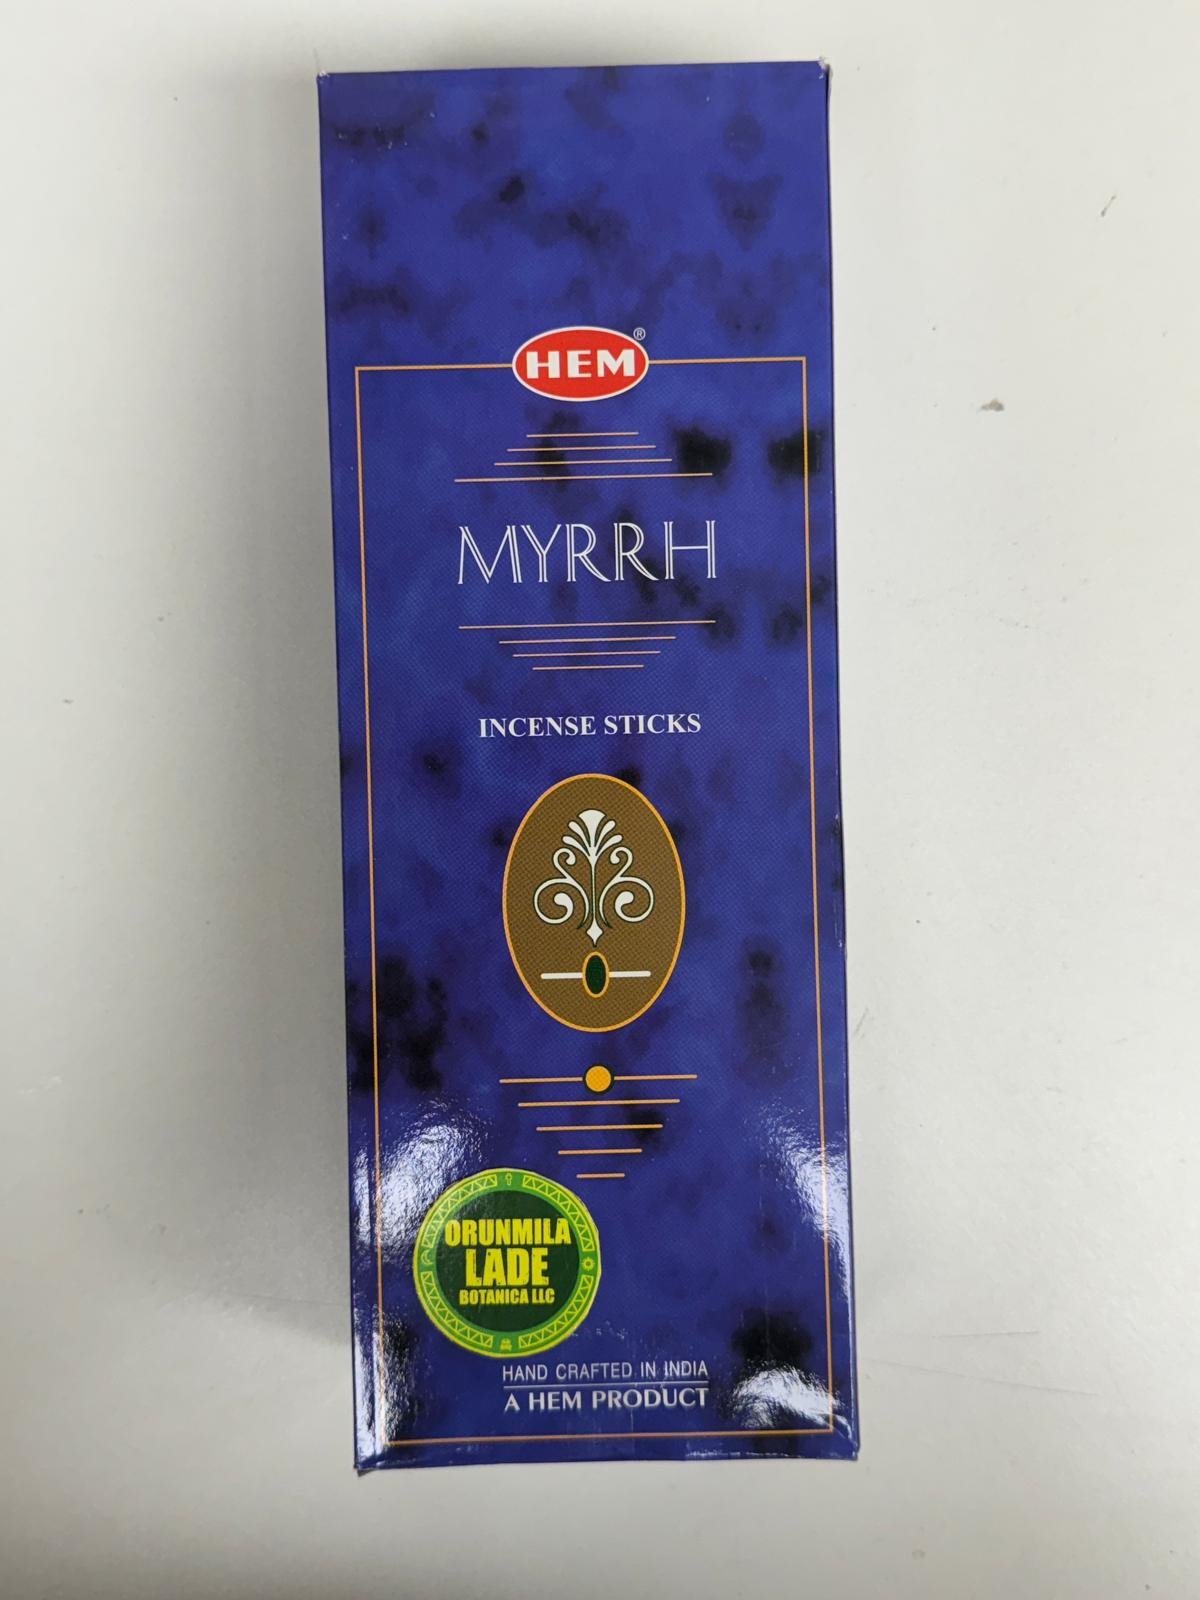 HEM®
MYRRH
INCENSE STICKS
ORUNMILA
LADE
BOTANICA LLC
HAND CRAFTED IN INDIA
A HEM PRODUCT